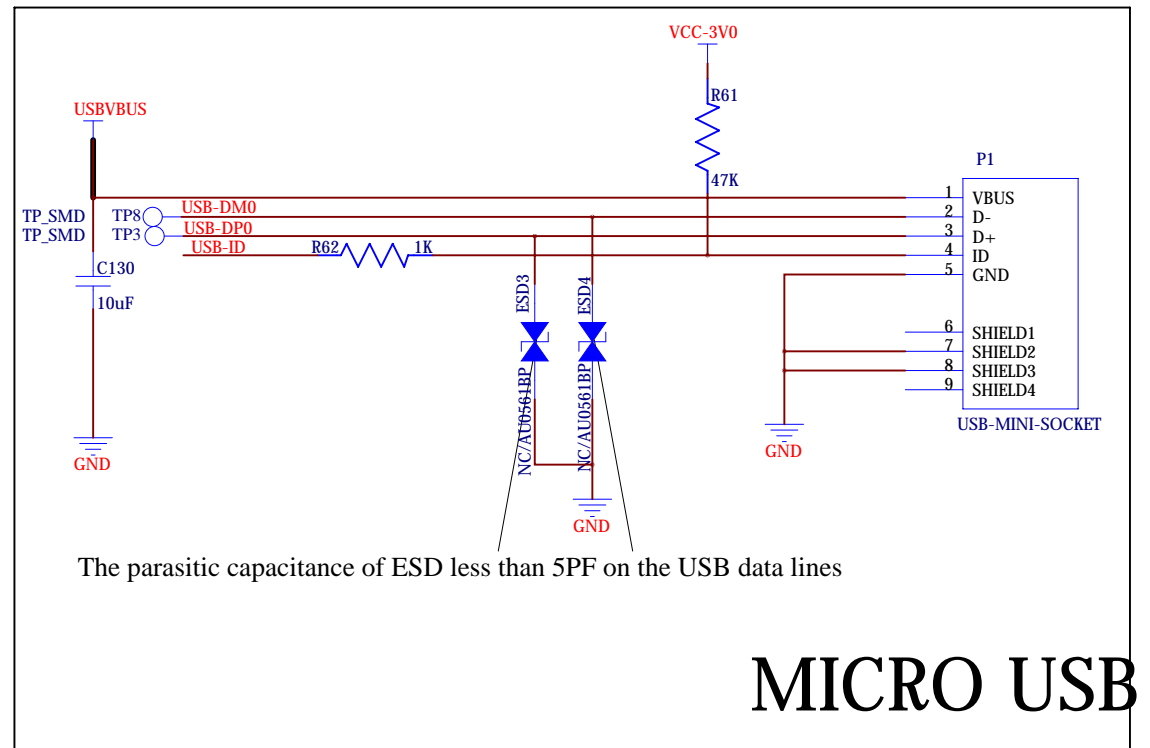 VCC-3V0
R61
47K
USBVBUS
P1
1 VBUS
2 D-
3 D+
4 ID
5 GND
6 SHIELD1
7 SHIELD2
8 SHIELD3
9 SHIELD4
USB-MINI-SOCKET
TP_SMD TP8 USB-DM0
TP_SMD TP3 USB-DP0
USB-ID R62 1K
C130
10uF
GND
ESD3
NC/AU0561BP
ESD4
NC/AU0561BP
GND
GND
The parasitic capacitance of ESD less than 5PF on the USB data lines
MICRO USB